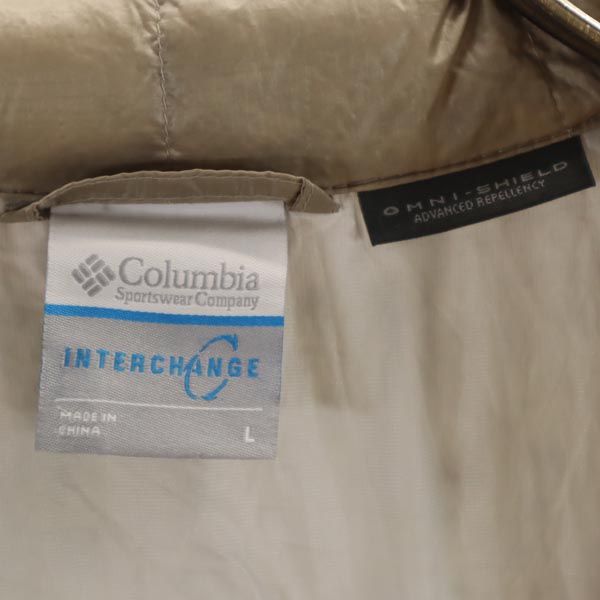 Columbia
Sportswear Company
INTERCHANGE
MADE IN
CHINA
L
OMNI-SHIELD
ADVANCED REPELLENCY